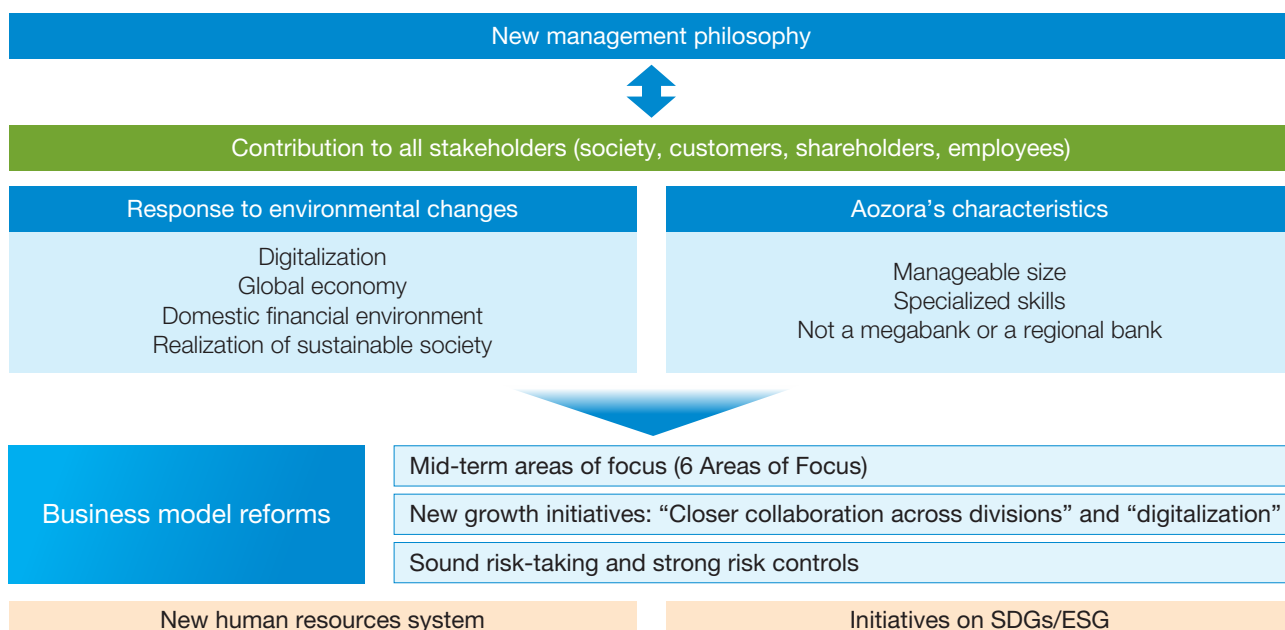 New management philosophy
Contribution to all stakeholders (society, customers, shareholders, employees)
Response to environmental changes
Digitalization
Global economy
Domestic financial environment
Realization of sustainable society
Aozora’s characteristics
Manageable size
Specialized skills
Not a megabank or a regional bank
Business model reforms
Mid-term areas of focus (6 Areas of Focus)
New growth initiatives: “Closer collaboration across divisions” and “digitalization”
Sound risk-taking and strong risk controls
New human resources system
Initiatives on SDGs/ESG